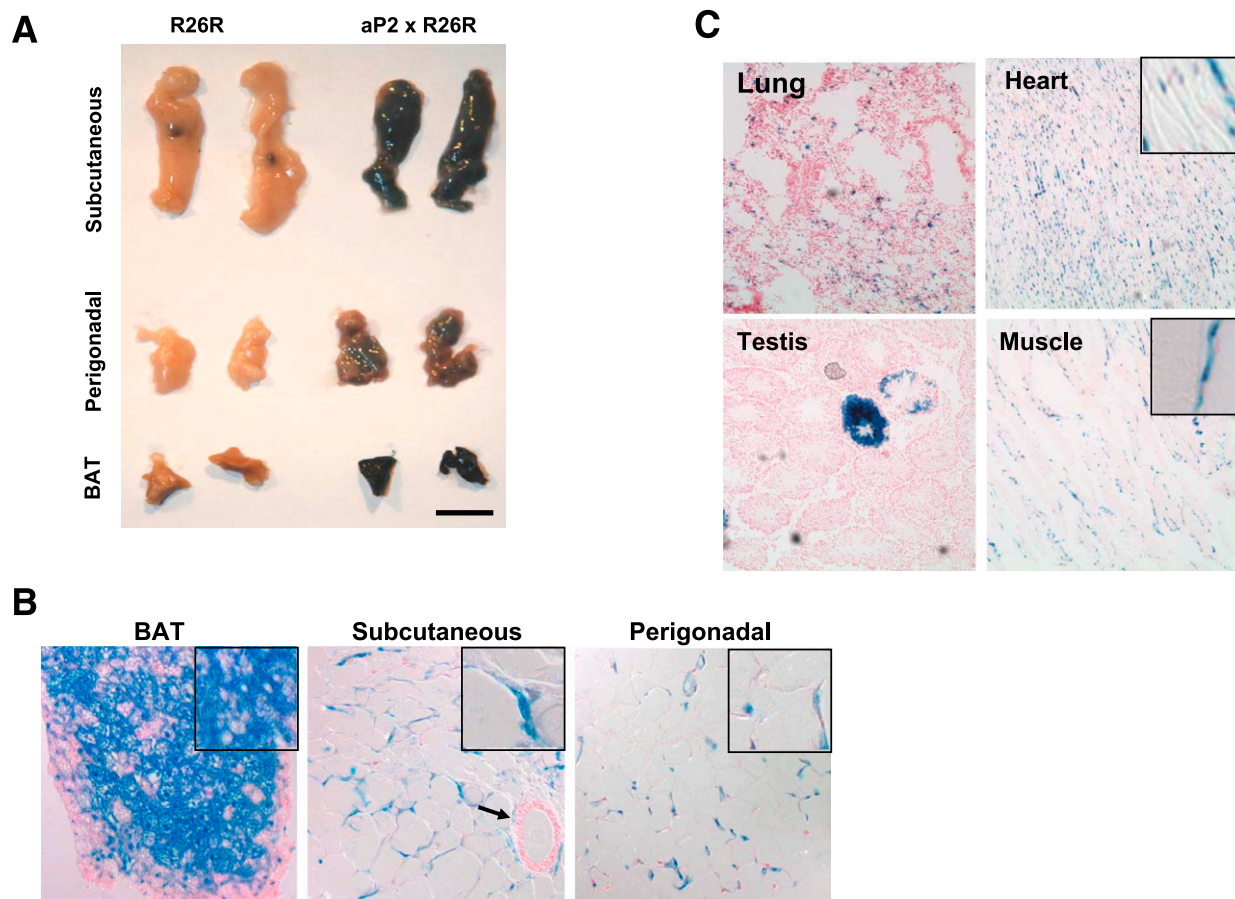 A
R26R
aP2 x R26R
Subcutaneous
Perigonadal
BAT
B
BAT
Subcutaneous
Perigonadal
C
Lung
Heart
Testis
Muscle